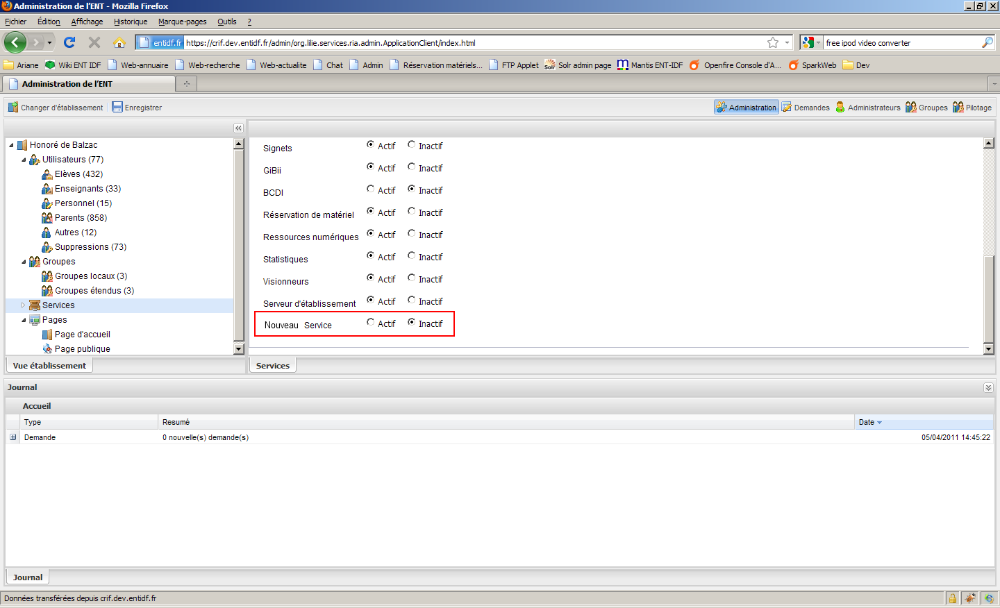 Administration de l'ENT - Mozilla Firefox
Fichier Édition Affichage Historique Marque-pages Outils ?
entidf.fr https://crif.dev.entidf.fr/admin/org.lilie.services.ria.admin.ApplicationClient/index.html free ipod video converter
Ariane Wiki ENT IDF Web-annuaire Web-recherche Web-actualite Chat Admin Réservation matériels... FTP Applet Solr Solr admin page Mantis ENT-IDF Openfire Console d'A... SparkWeb Dev
Administration de l'ENT
Changer d'établissement Enregistrer Administration Demandes Administrateurs Groupes Pilotage
Honoré de Balzac
Utilisateurs (77)
Elèves (432)
Enseignants (33)
Personnel (15)
Parents (858)
Autres (12)
Suppressions (73)
Groupes
Groupes locaux (3)
Groupes étendus (3)
Services
Pages
Page d'accueil
Page publique
Vue établissement
Signets Actif Inactif
GiBii Actif Inactif
BCDI Actif Inactif
Réservation de matériel Actif Inactif
Ressources numériques Actif Inactif
Statistiques Actif Inactif
Visionneurs Actif Inactif
Serveur d'établissement Actif Inactif
Nouveau Service Actif Inactif
Services
Journal
Accueil
Type Resumé Date
Demande 0 nouvelle(s) demande(s) 05/04/2011 14:45:22
Journal
Données transférées depuis crif.dev.entidf.fr